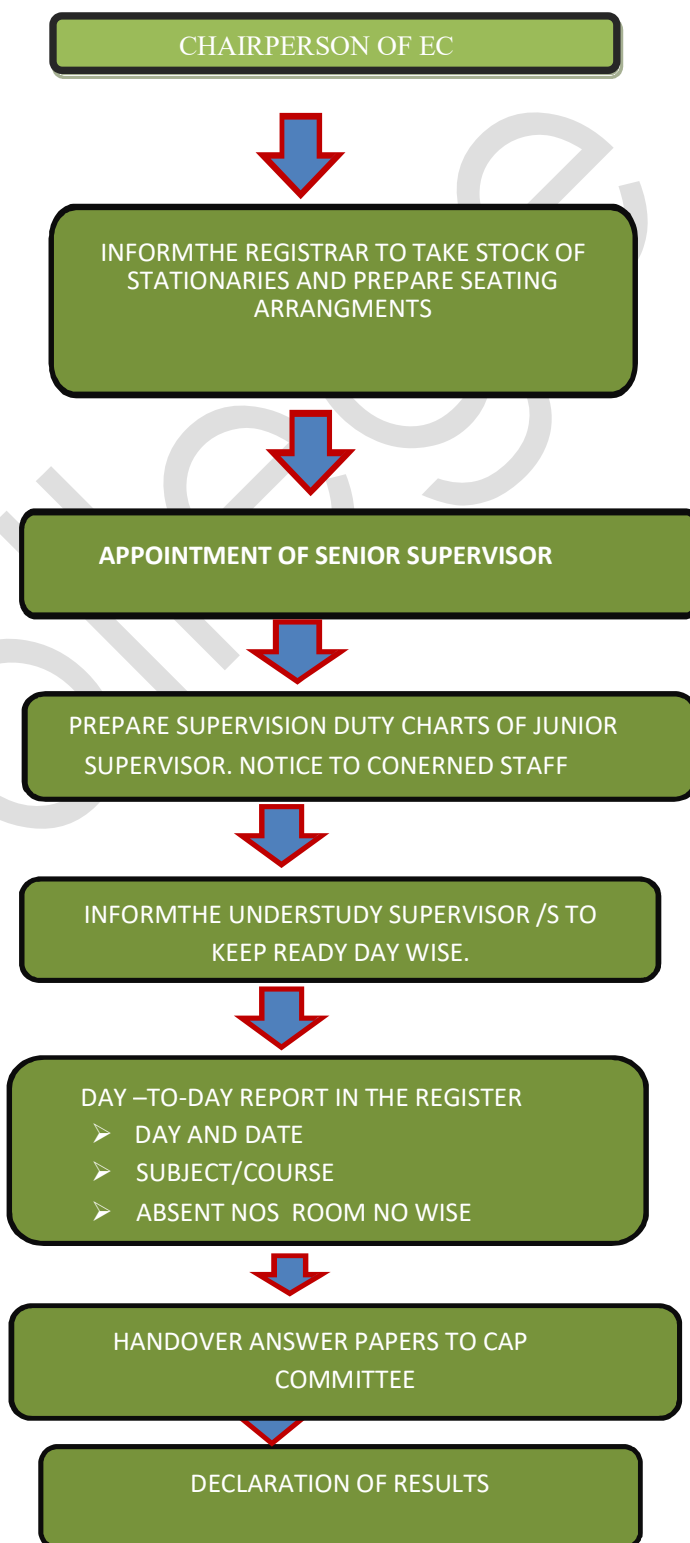 CHAIRPERSON OF EC
INFORMTHE REGISTRAR TO TAKE STOCK OF
STATIONARIES AND PREPARE SEATING
ARRANGMENTS
APPOINTMENT OF SENIOR SUPERVISOR
PREPARE SUPERVISION DUTY CHARTS OF JUNIOR
SUPERVISOR. NOTICE TO CONERNED STAFF
INFORMTHE UNDERSTUDY SUPERVISOR /S TO
KEEP READY DAY WISE.
DAY –TO-DAY REPORT IN THE REGISTER
➢ DAY AND DATE
➢ SUBJECT/COURSE
➢ ABSENT NOS ROOM NO WISE
HANDOVER ANSWER PAPERS TO CAP
COMMITTEE
DECLARATION OF RESULTS